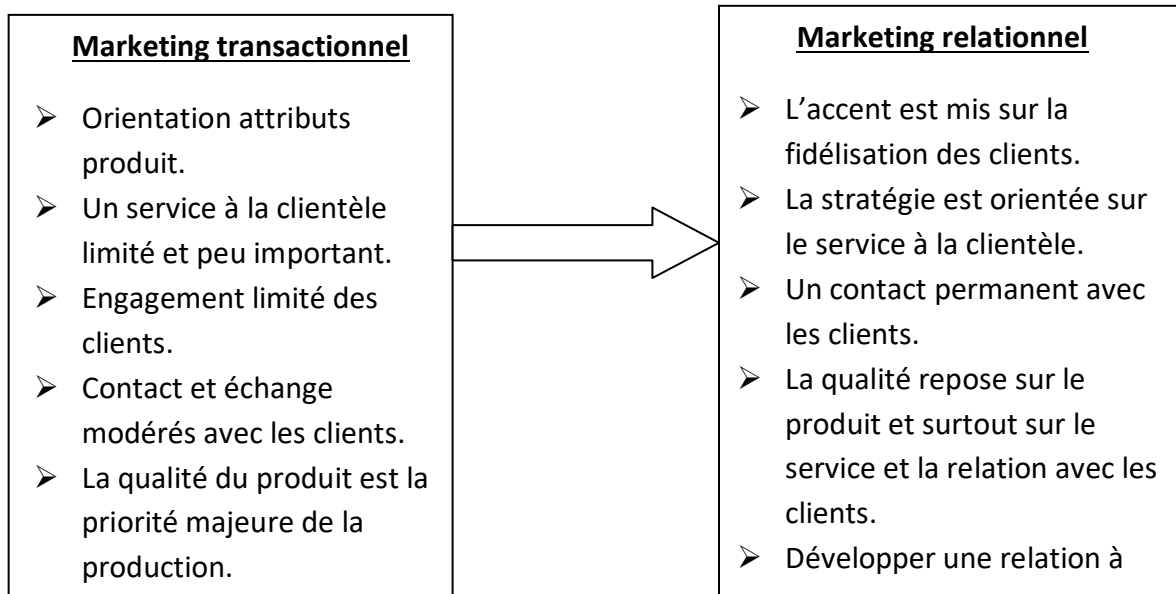 Marketing transactionnel
➢ Orientation attributs
produit.
➢ Un service à la clientèle
limité et peu important.
➢ Engagement limité des
clients.
➢ Contact et échange
modérés avec les clients.
➢ La qualité du produit est la
priorité majeure de la
production.
Marketing relationnel
➢ L’accent est mis sur la
fidélisation des clients.
➢ La stratégie est orientée sur
le service à la clientèle.
➢ Un contact permanent avec
les clients.
➢ La qualité repose sur le
produit et surtout sur le
service et la relation avec les
clients.
➢ Développer une relation à